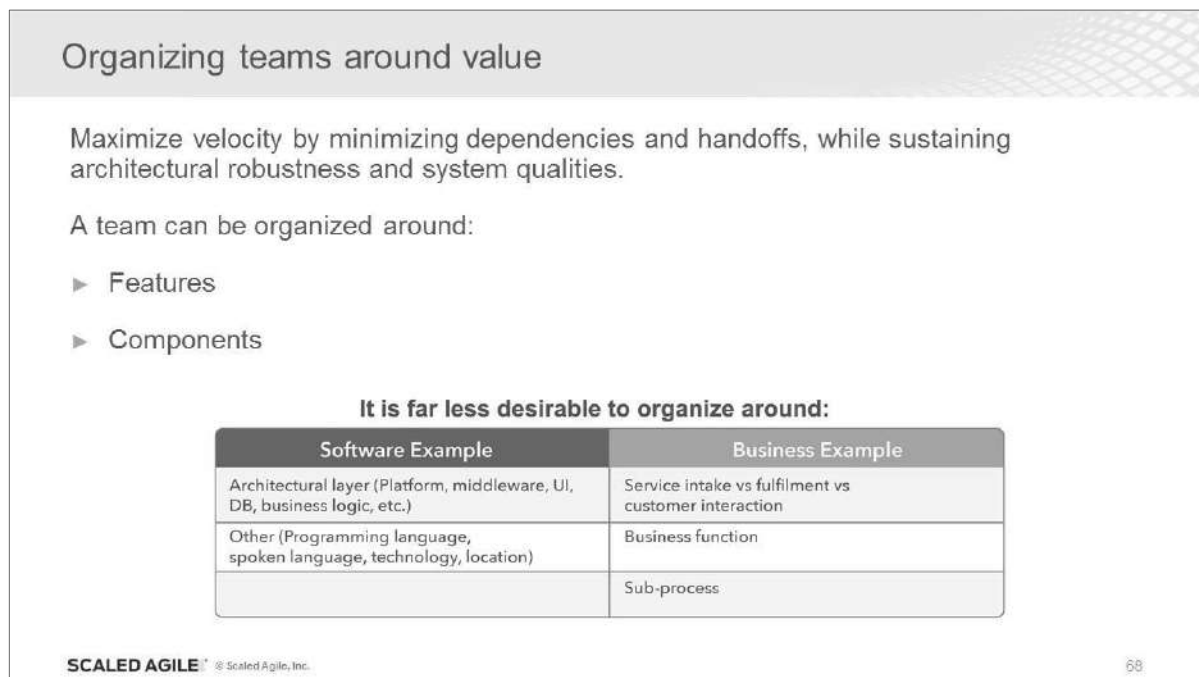 Organizing teams around value
Maximize velocity by minimizing dependencies and handoffs, while sustaining
architectural robustness and system qualities.
A team can be organized around:
► Features
► Components
It is far less desirable to organize around:
Software Example
Business Example
Architectural layer (Platform, middleware, UI,
DB, business logic, etc.)
Service intake vs fulfilment vs
customer interaction
Other (Programming language,
spoken language, technology, location)
Business function
Sub-process
SCALED AGILE © Scaled Agile, Inc.
68